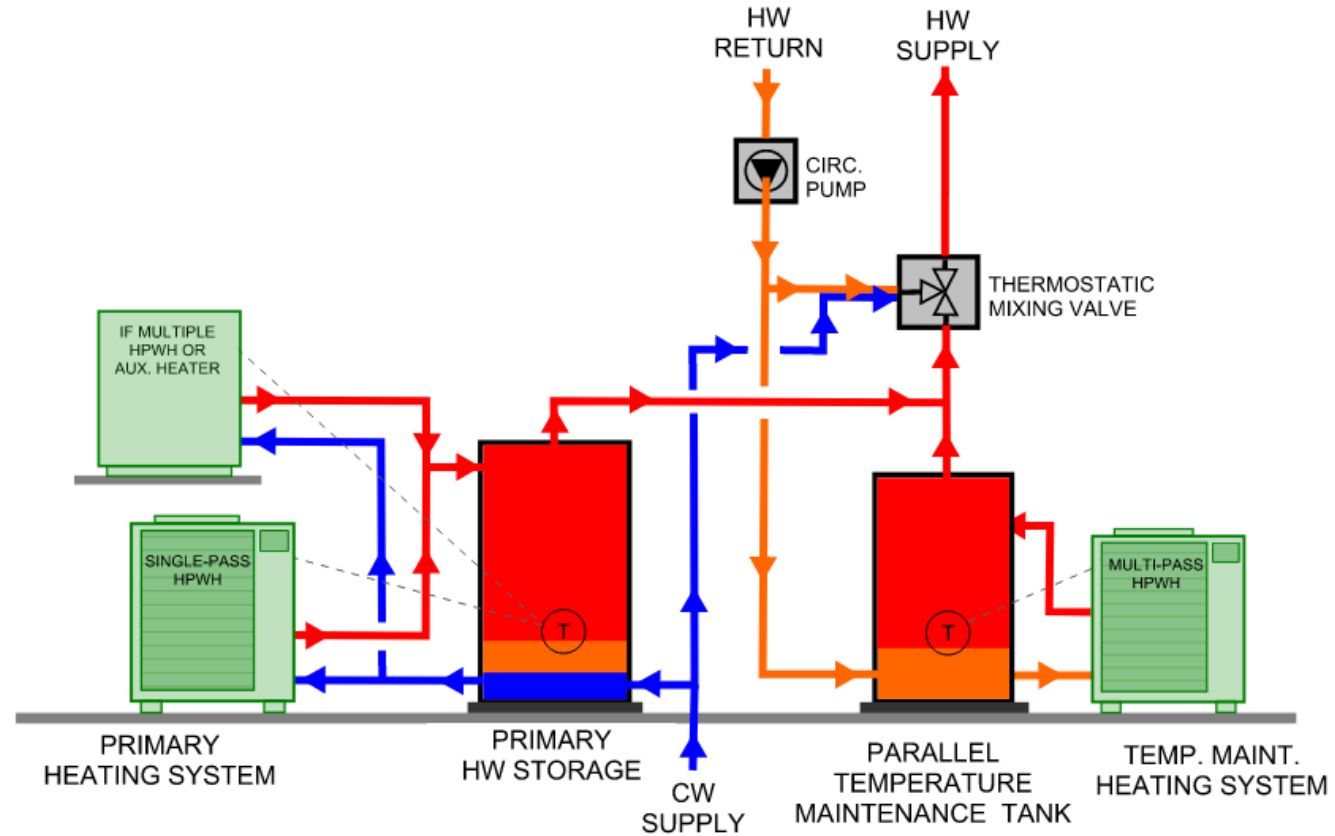 HW
RETURN
HW
SUPPLY
CIRC.
PUMP
THERMOSTATIC
MIXING VALVE
IF MULTIPLE
HPWH OR
AUX. HEATER
SINGLE-PASS
HPWH
T
T
MULTI-PASS
HPWH
PRIMARY
HEATING SYSTEM
PRIMARY
HW STORAGE
CW
SUPPLY
PARALLEL
TEMPERATURE
MAINTENANCE TANK
TEMP. MAINT.
HEATING SYSTEM